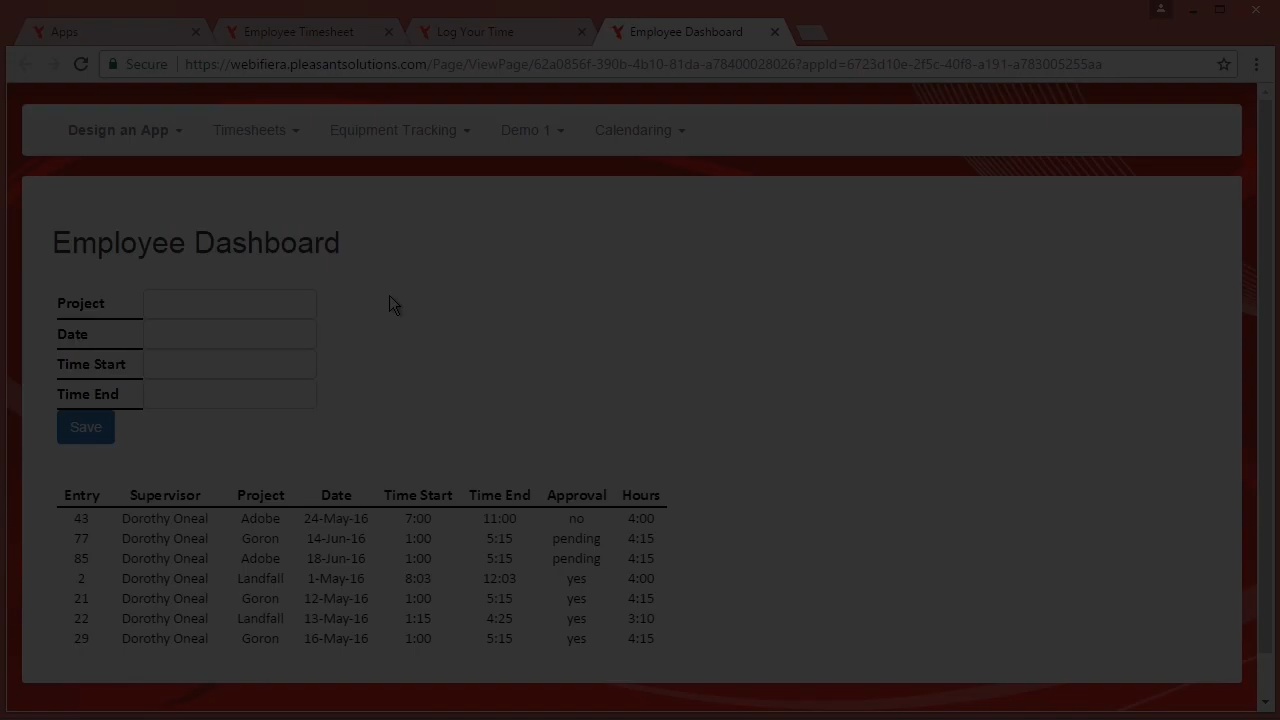 Apps Employee Timesheet Log Your Time Employee Dashboard
Secure https://webifiera.pleasantsolutions.com/Page/ViewPage/62a0856f-390b-4b10-81da-a78400028026?appId=6723d10e-2f5c-40f8-a191-a783005255aa
Design an App Timesheets Equipment Tracking Demo 1 Calendaring
Employee Dashboard
Project
Date
Time Start
Time End
Save
Entry Supervisor Project Date Time Start Time End Approval Hours
43 Dorothy Oneal Adobe 24-May-16 7:00 11:00 no 4:00
77 Dorothy Oneal Goron 14-Jun-16 1:00 5:15 pending 4:15
85 Dorothy Oneal Adobe 18-Jun-16 1:00 5:15 pending 4:15
2 Dorothy Oneal Landfall 1-May-16 8:03 12:03 yes 4:00
21 Dorothy Oneal Goron 12-May-16 1:00 5:15 yes 4:15
22 Dorothy Oneal Landfall 13-May-16 1:15 4:25 yes 3:10
29 Dorothy Oneal Goron 16-May-16 1:00 5:15 yes 4:15